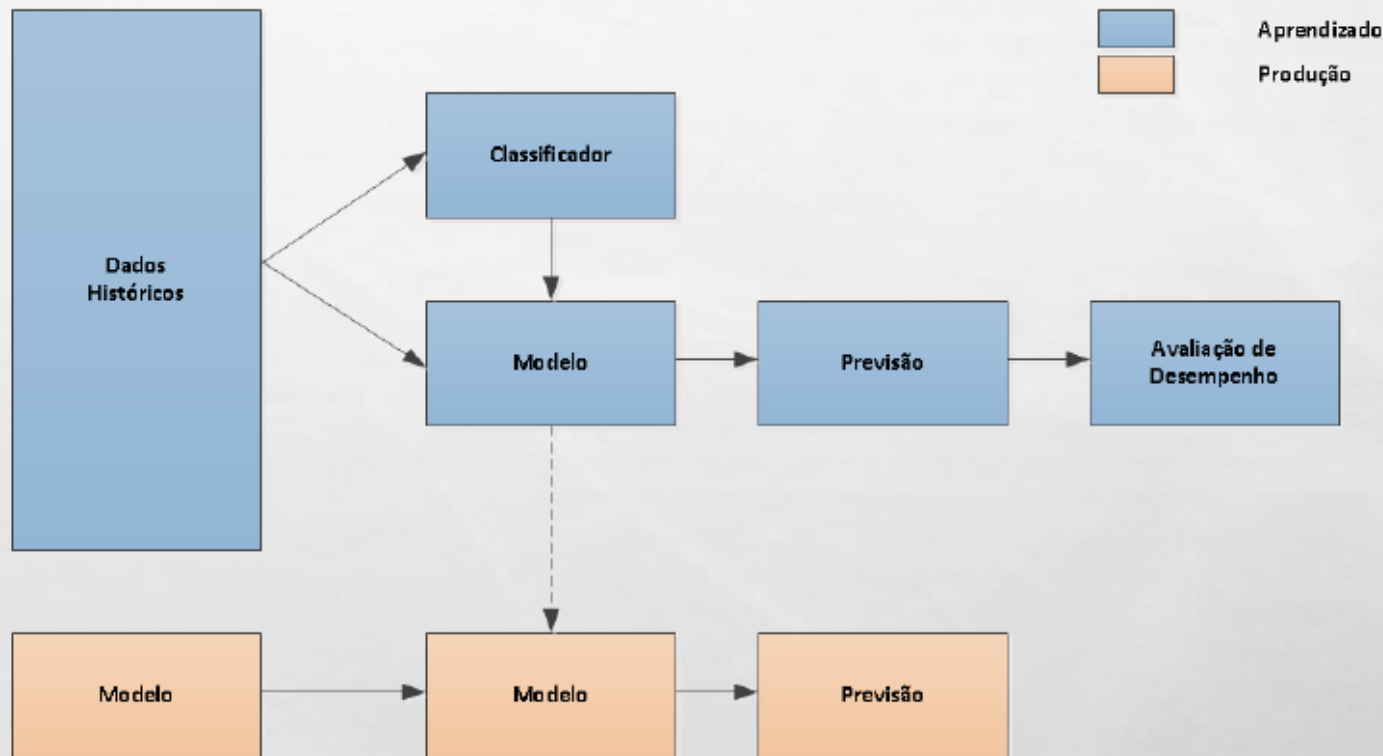 Aprendizado
Produção
Classificador
Dados
Históricos
Modelo
Previsão
Avaliação de
Desempenho
Modelo
Modelo
Previsão